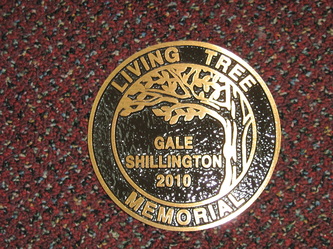 LIVING TREE
GALE
SHILLINGTON
2010
MEMORIAL